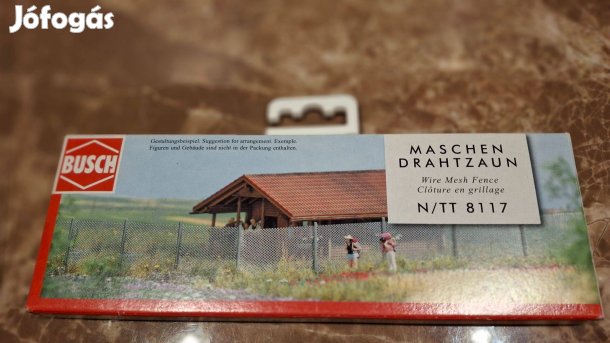 Jófogás
BUSCH
Gestaltungsbeispiel. Suggestion for arrangement. Exemple.
Figuren und Gebäude sind nicht in der Packung enthalten.
MASCHEN
DRAHTZAUN
Wire Mesh Fence
Clôture en grillage
N/TT 8117